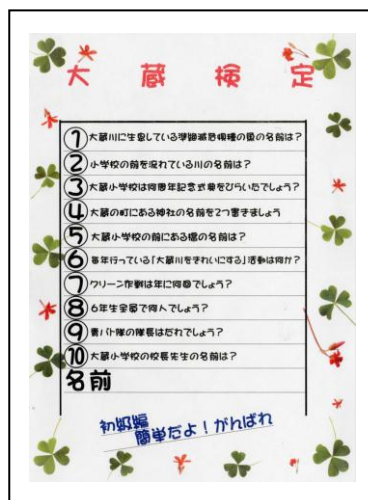 大蔵検定
① 大蔵川に生息している準絶滅危惧種の魚の名前は？
② 小学校の前を流れている川の名前は？
③ 大蔵小学校は何周年記念式典をひらいたでしょう？
④ 大蔵の町にある神社の名前を2つ書きましょう
⑤ 大蔵小学校の前にある橋の名前は？
⑥ 毎年行っている「大蔵川をきれいにする」活動は何か？
⑦ クリーン作戦は年に何回でしょう？
⑧ 6年生全員で何人でしょう？
⑨ 青パト隊の隊長はだれでしょう？
⑩ 大蔵小学校の校長先生の名前は？
名前
初級編
簡単だよ！がんばれ